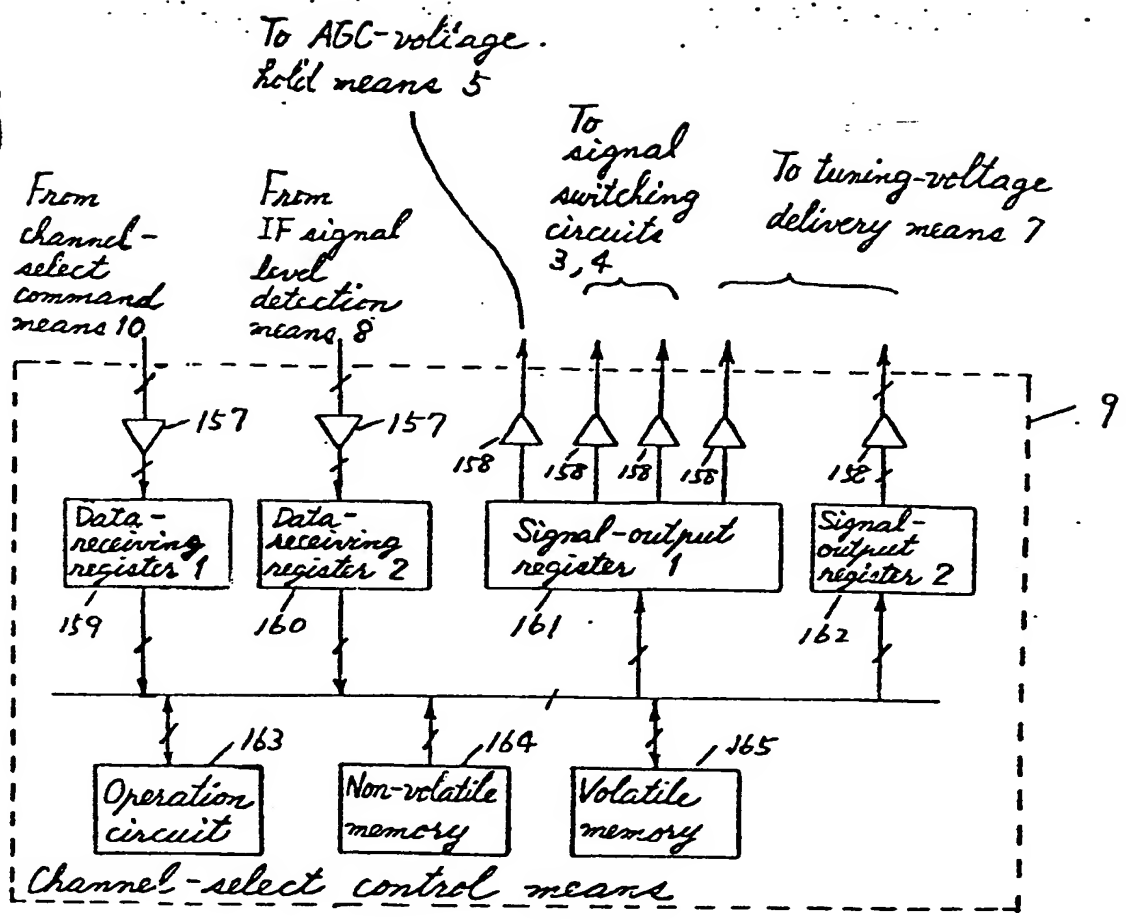 To AGC-voltage
hold means 5
To
signal
switching
circuits
3, 4
To tuning-voltage
delivery means 7
From
channel-
select
command
means 10
From
IF signal
level
detection
means 8
9
157
157
158
158
158
158
158
Data-
receiving
register 1
Data-
receiving
register 2
Signal-output
register 1
Signal-
output
register 2
159
160
161
162
163
164
165
Operation
circuit
Non-volatile
memory
Volatile
memory
Channel-select control means